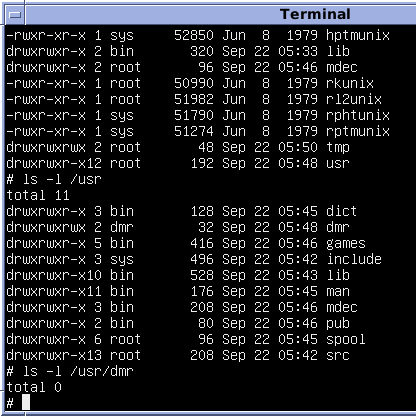 Terminal
-rwxr-xr-x 1 sys 52850 Jun 8 1979 hptmunix
drwxrwxr-x 2 bin 320 Sep 22 05:33 lib
drwxrwxr-x 2 root 96 Sep 22 05:46 mdec
-rwxr-xr-x 1 root 50990 Jun 8 1979 rkunix
-rwxr-xr-x 1 root 51982 Jun 8 1979 rl2unix
-rwxr-xr-x 1 sys 51790 Jun 8 1979 rphtunix
-rwxr-xr-x 1 sys 51274 Jun 8 1979 rptmunix
drwxrwxrwx 2 root 48 Sep 22 05:50 tmp
drwxrwxr-x12 root 192 Sep 22 05:48 usr
# ls -l /usr
total 11
drwxrwxr-x 3 bin 128 Sep 22 05:45 dict
drwxrwxrwx 2 dmr 32 Sep 22 05:48 dmr
drwxrwxr-x 5 bin 416 Sep 22 05:46 games
drwxrwxr-x 3 sys 496 Sep 22 05:42 include
drwxrwxr-x10 bin 528 Sep 22 05:43 lib
drwxrwxr-x11 bin 176 Sep 22 05:45 man
drwxrwxr-x 3 bin 208 Sep 22 05:46 mdec
drwxrwxr-x 2 bin 80 Sep 22 05:46 pub
drwxrwxr-x 6 root 96 Sep 22 05:45 spool
drwxrwxr-x13 root 208 Sep 22 05:42 src
# ls -l /usr/dmr
total 0
#